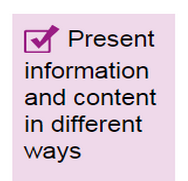 Present
information
and content
in different
ways